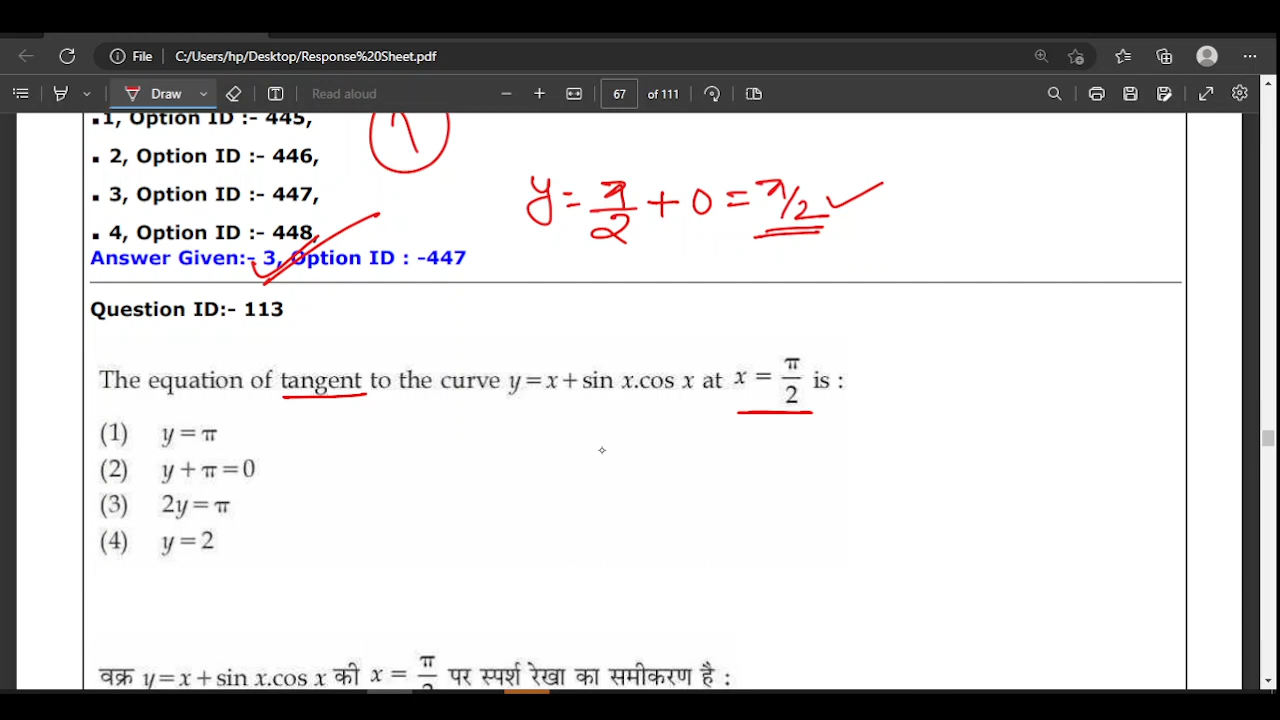 File C:/Users/hp/Desktop/Response%20Sheet.pdf
Draw Read aloud 67 of 111
1, Option ID :- 445,
2, Option ID :- 446,
3, Option ID :- 447,
4, Option ID :- 448,
Answer Given:- 3, Option ID : -447
y = π/2 + 0 = π/2
Question ID:- 113
The equation of tangent to the curve y=x+sin x.cos x at x = π/2 is :
(1) y=π
(2) y+π=0
(3) 2y=π
(4) y=2
वक्र y=x+sin x.cos x की x = π/2 पर स्पर्श रेखा का समीकरण है :